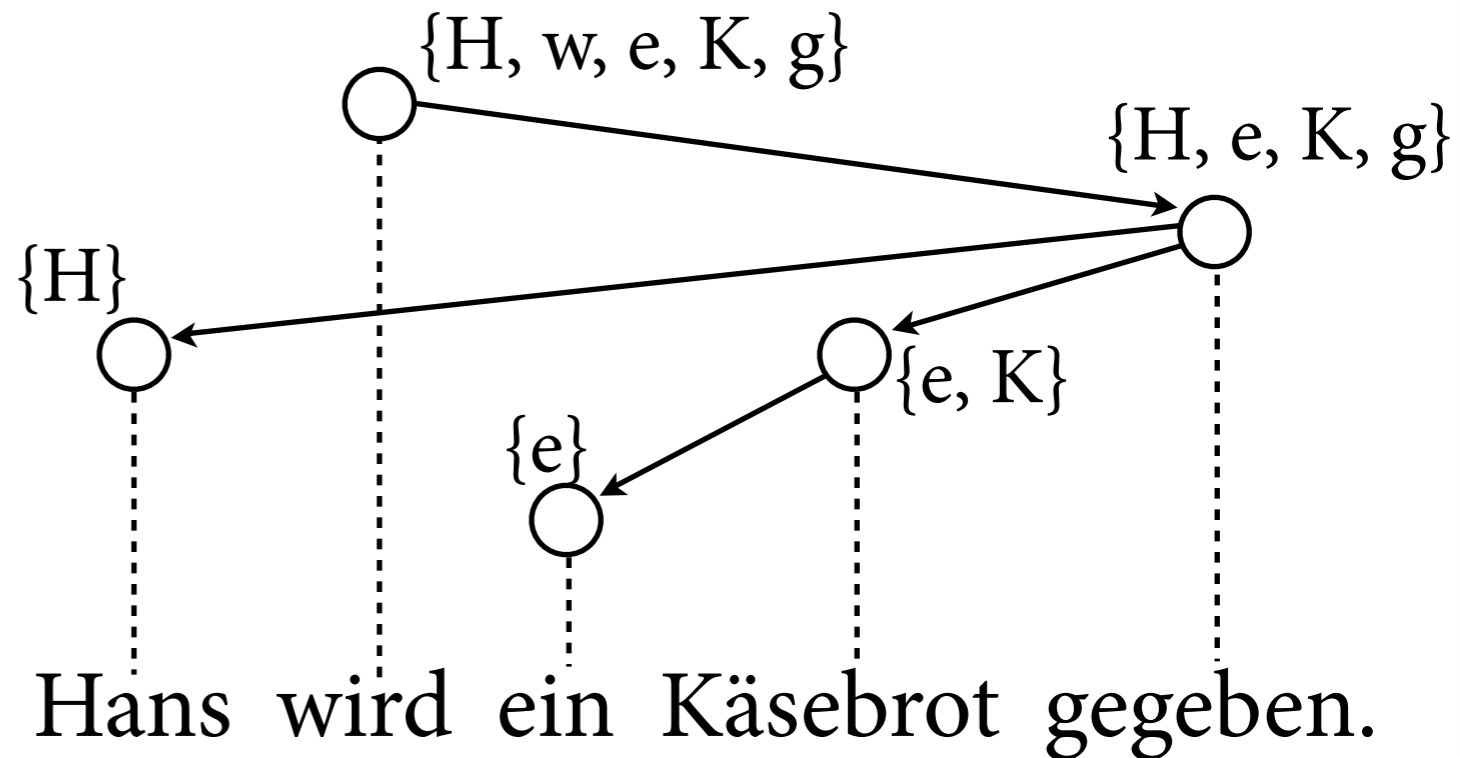 {H, w, e, K, g}
{H, e, K, g}
{H}
{e, K}
{e}
Hans wird ein Käsebrot gegeben.